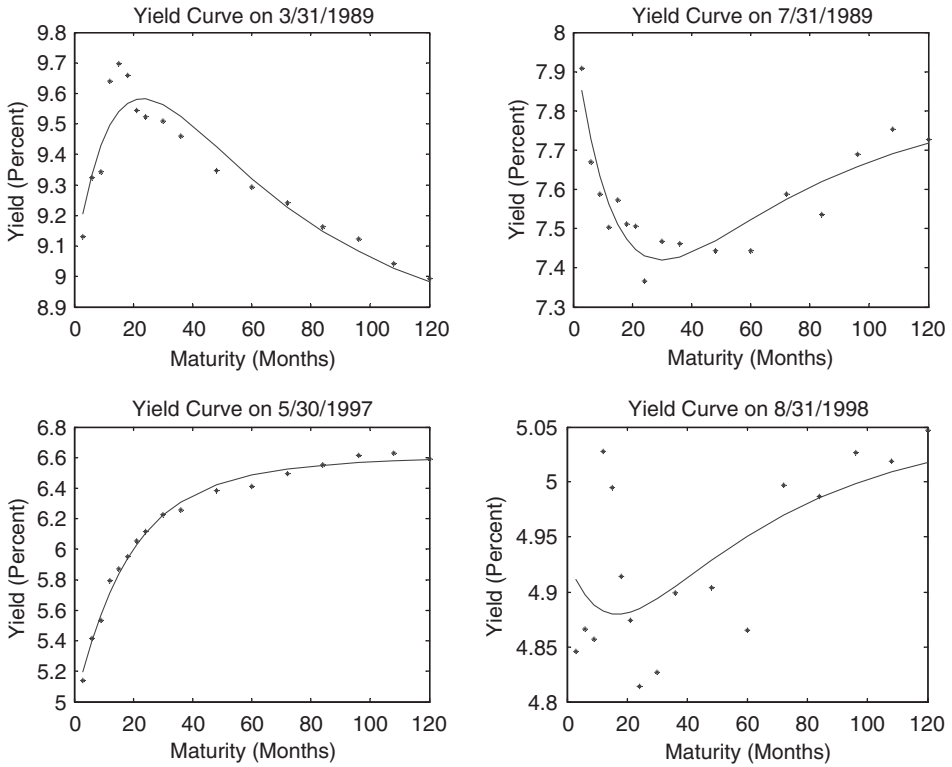 Yield Curve on 3/31/1989
9.8
9.7
9.6
9.5
9.4
9.3
9.2
9.1
9
8.9
Yield (Percent)
0 20 40 60 80 100 120
Maturity (Months)
Yield Curve on 7/31/1989
8
7.9
7.8
7.7
7.6
7.5
7.4
7.3
Yield (Percent)
0 20 40 60 80 100 120
Maturity (Months)
Yield Curve on 5/30/1997
6.8
6.6
6.4
6.2
6
5.8
5.6
5.4
5.2
5
Yield (Percent)
0 20 40 60 80 100 120
Maturity (Months)
Yield Curve on 8/31/1998
5.05
5
4.95
4.9
4.85
4.8
Yield (Percent)
0 20 40 60 80 100 120
Maturity (Months)